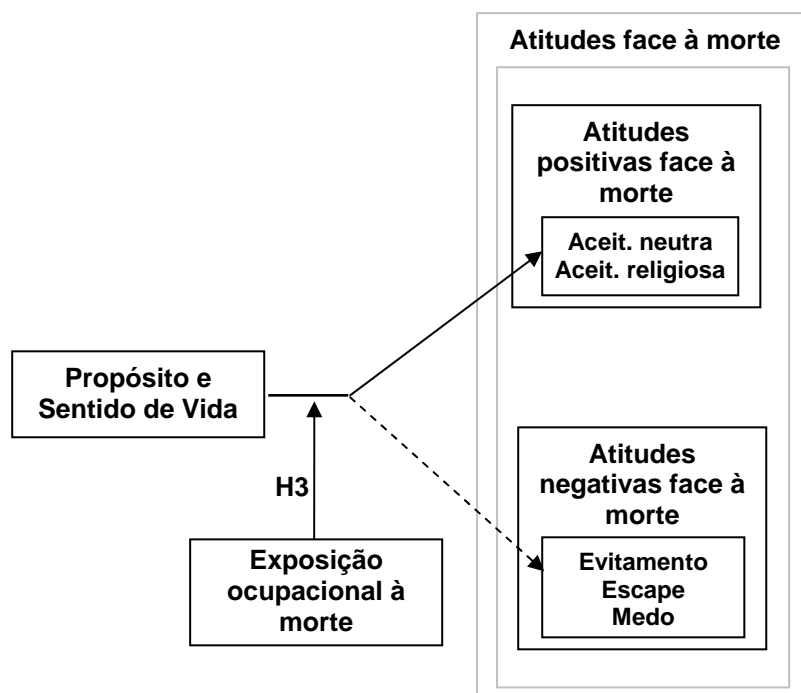 Atitudes face à morte
Atitudes
positivas face à
morte
Aceit. neutra
Aceit. religiosa
Propósito e
Sentido de Vida
H3
Exposição
ocupacional à
morte
Atitudes
negativas face à
morte
Evitamento
Escape
Medo